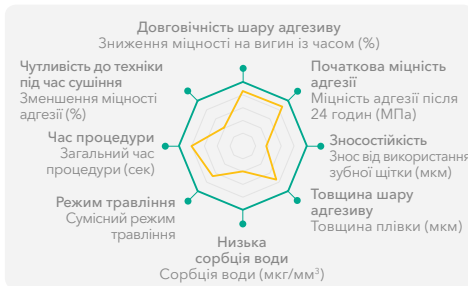 Довговічність шару адгезиву
Зниження міцності на вигин із часом (%)
Чутливість до техніки
під час сушіння
Зменшення міцності
адгезії (%)
Початкова міцність
адгезії
Міцність адгезії після
24 годин (МПа)
Час процедури
Загальний час
процедури (сек)
Зносостійкість
Знос від використання
зубної щітки (мкм)
Режим травлення
Сумісний режим
травлення
Товщина шару
адгезиву
Товщина плівки (мкм)
Низька
сорбція води
Сорбція води (мкг/мм³)